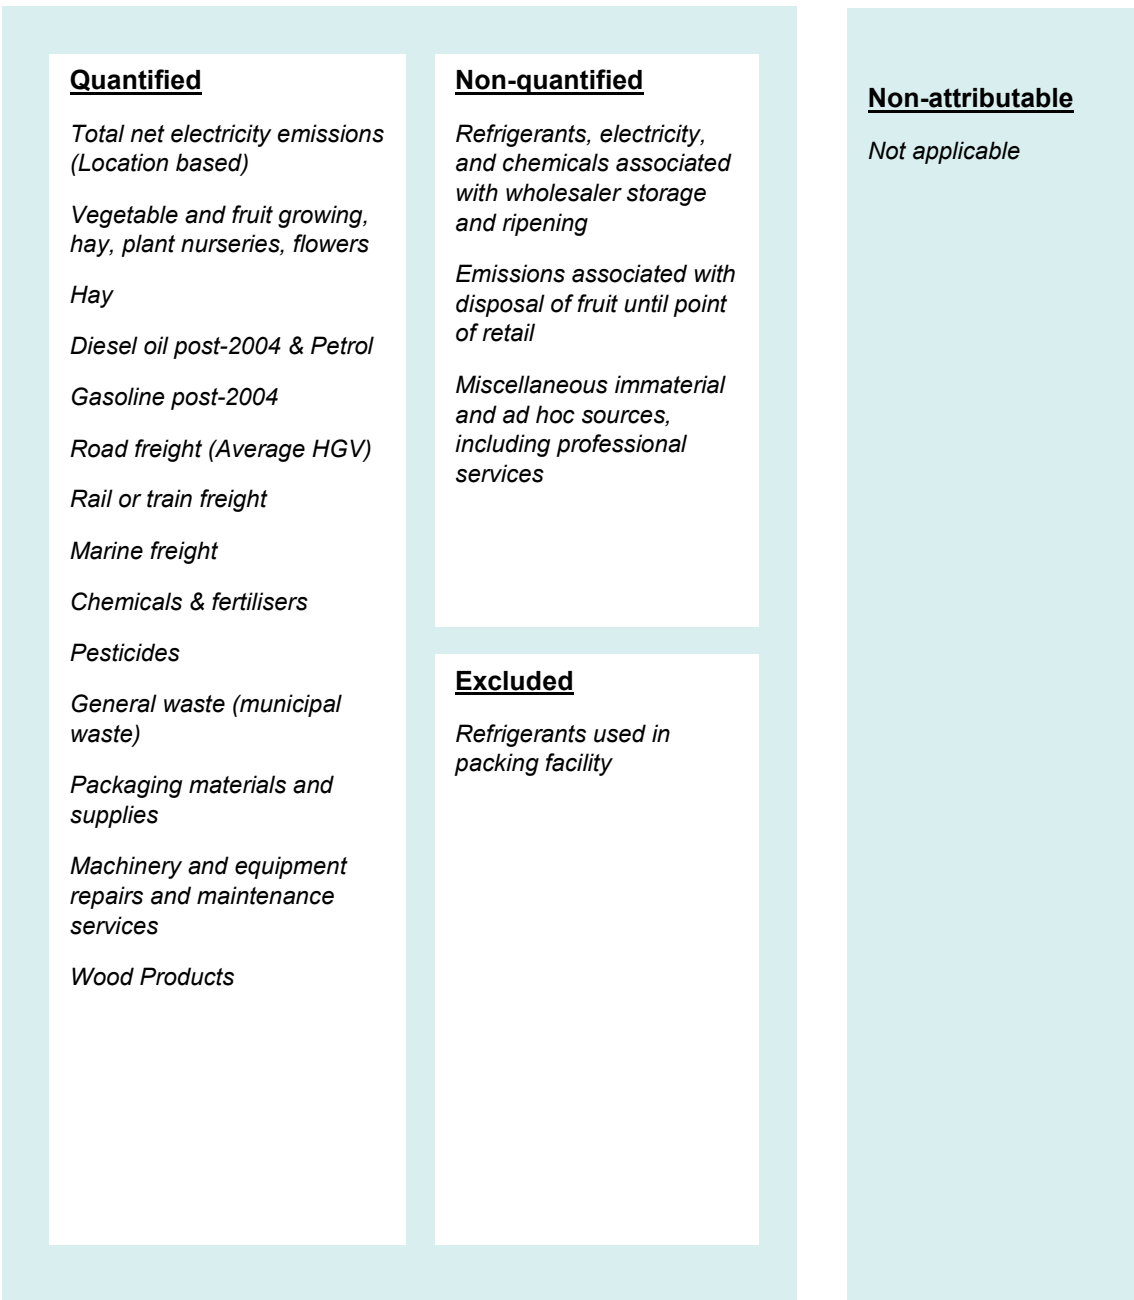 Quantified
Total net electricity emissions
(Location based)
Vegetable and fruit growing,
hay, plant nurseries, flowers
Hay
Diesel oil post-2004 & Petrol
Gasoline post-2004
Road freight (Average HGV)
Rail or train freight
Marine freight
Chemicals & fertilisers
Pesticides
General waste (municipal
waste)
Packaging materials and
supplies
Machinery and equipment
repairs and maintenance
services
Wood Products
Non-quantified
Refrigerants, electricity,
and chemicals associated
with wholesaler storage
and ripening
Emissions associated with
disposal of fruit until point
of retail
Miscellaneous immaterial
and ad hoc sources,
including professional
services
Excluded
Refrigerants used in
packing facility
Non-attributable
Not applicable